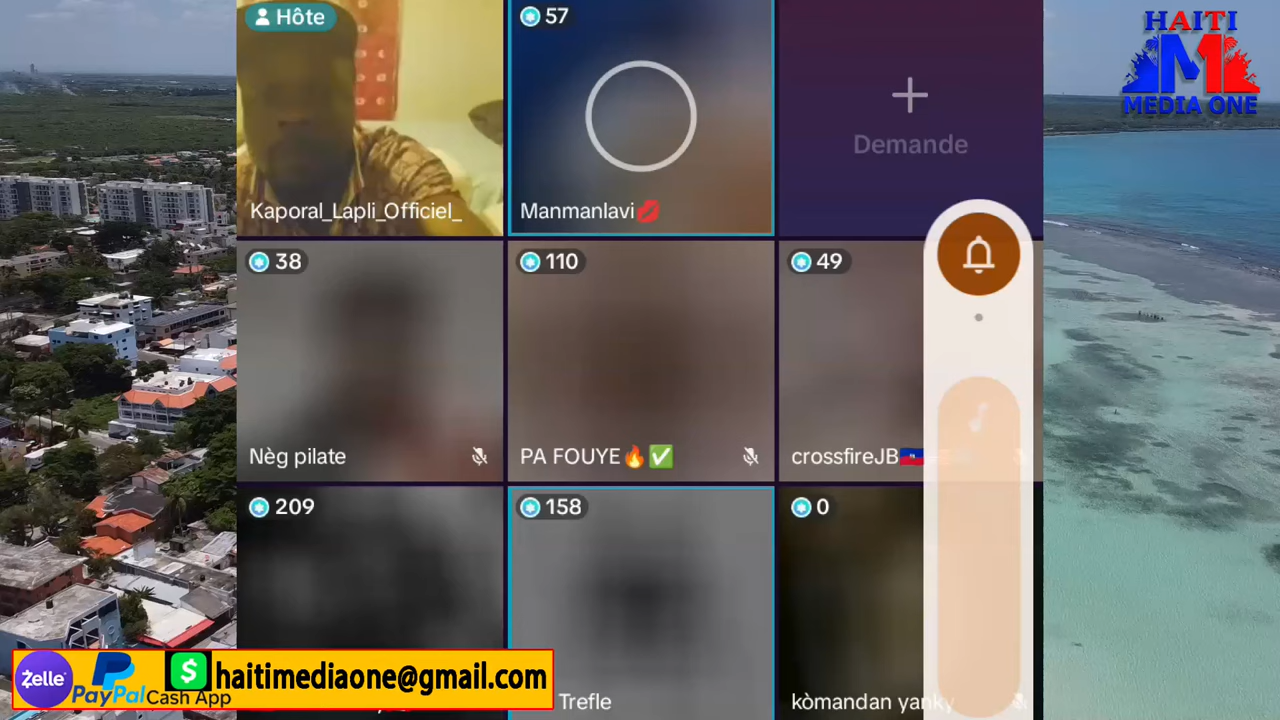 Hôte
57
HAITI
M
MEDIA ONE
Demande
Kaporal_Lapli_Officiel_
Manmanlavi💋
38
110
49
Nèg pilate
PA FOUYE🔥✅
crossfireJB🇭🇹
209
158
0
Zelle
PayPal
Cash App
haitimediaone@gmail.com
Trefle
kòmandan yanky